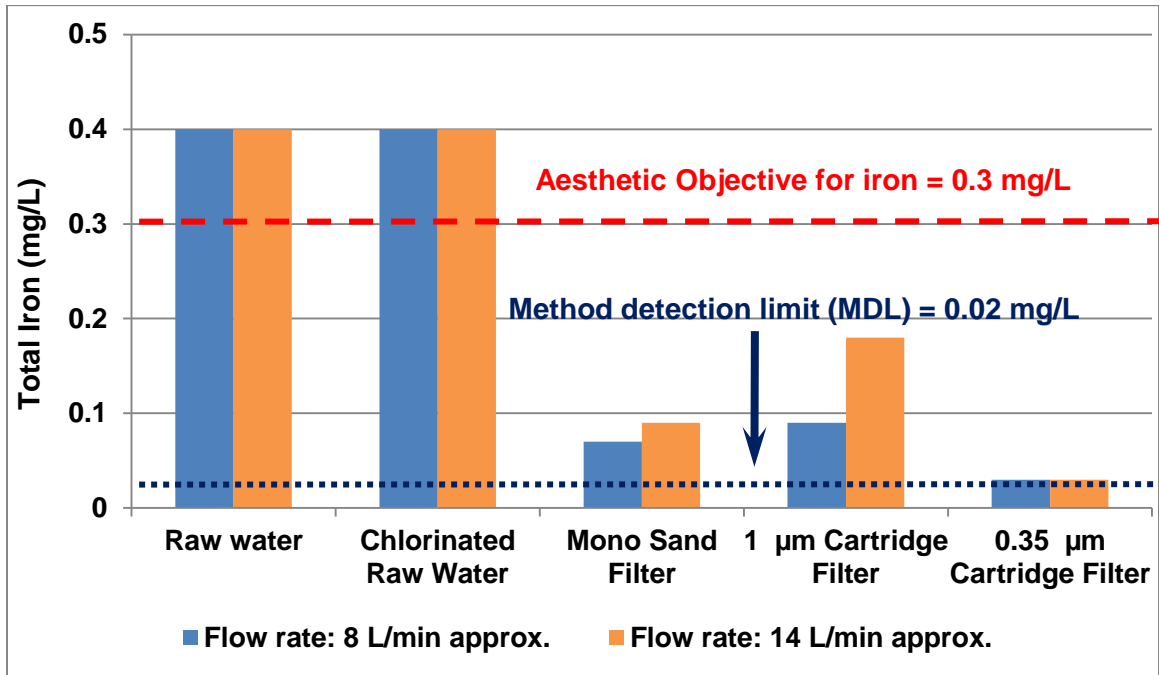 Total Iron (mg/L)
0.5
0.4
0.3
0.2
0.1
0
Aesthetic Objective for iron = 0.3 mg/L
Method detection limit (MDL) = 0.02 mg/L
Raw water
Chlorinated
Raw Water
Mono Sand
Filter
1 µm Cartridge
Filter
0.35 µm
Cartridge Filter
Flow rate: 8 L/min approx.
Flow rate: 14 L/min approx.